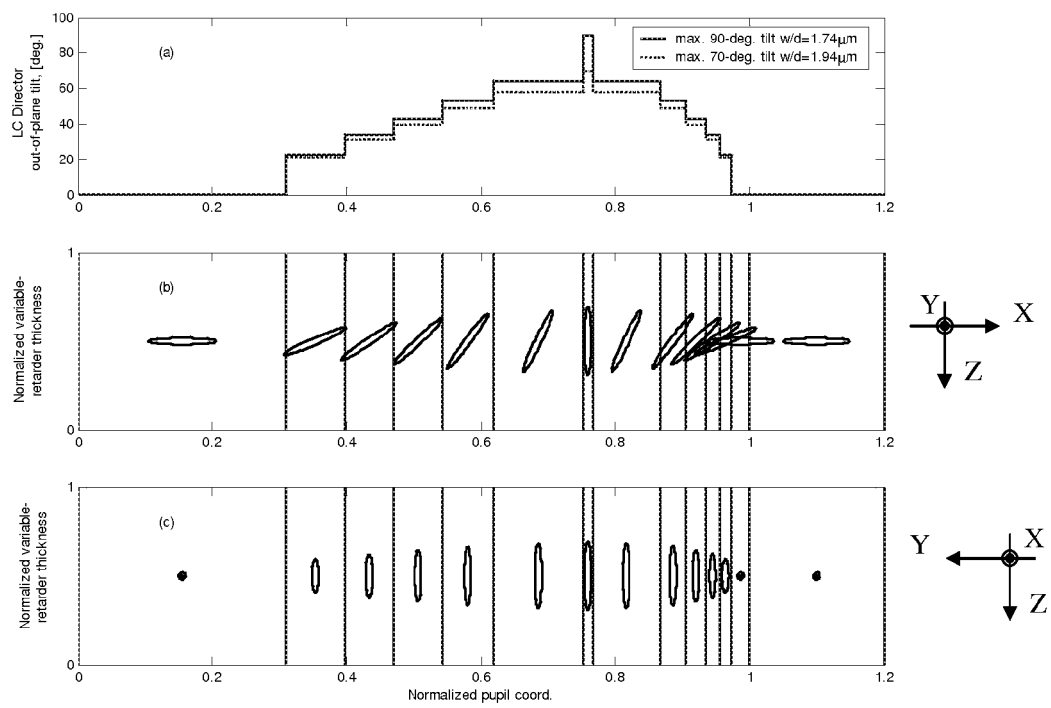 100
80
60
40
20
0
LC Director
out-of-plane tilt, [deg.]
(a)
max. 90-deg. tilt w/d=1.74μm
max. 70-deg. tilt w/d=1.94μm
0 0.2 0.4 0.6 0.8 1 1.2
1
0
Normalized variable-
retarder thickness
(b)
0 0.2 0.4 0.6 0.8 1 1.2
Y
X
Z
1
0
Normalized variable-
retarder thickness
(c)
0 0.2 0.4 0.6 0.8 1 1.2
Normalized pupil coord.
Y
X
Z